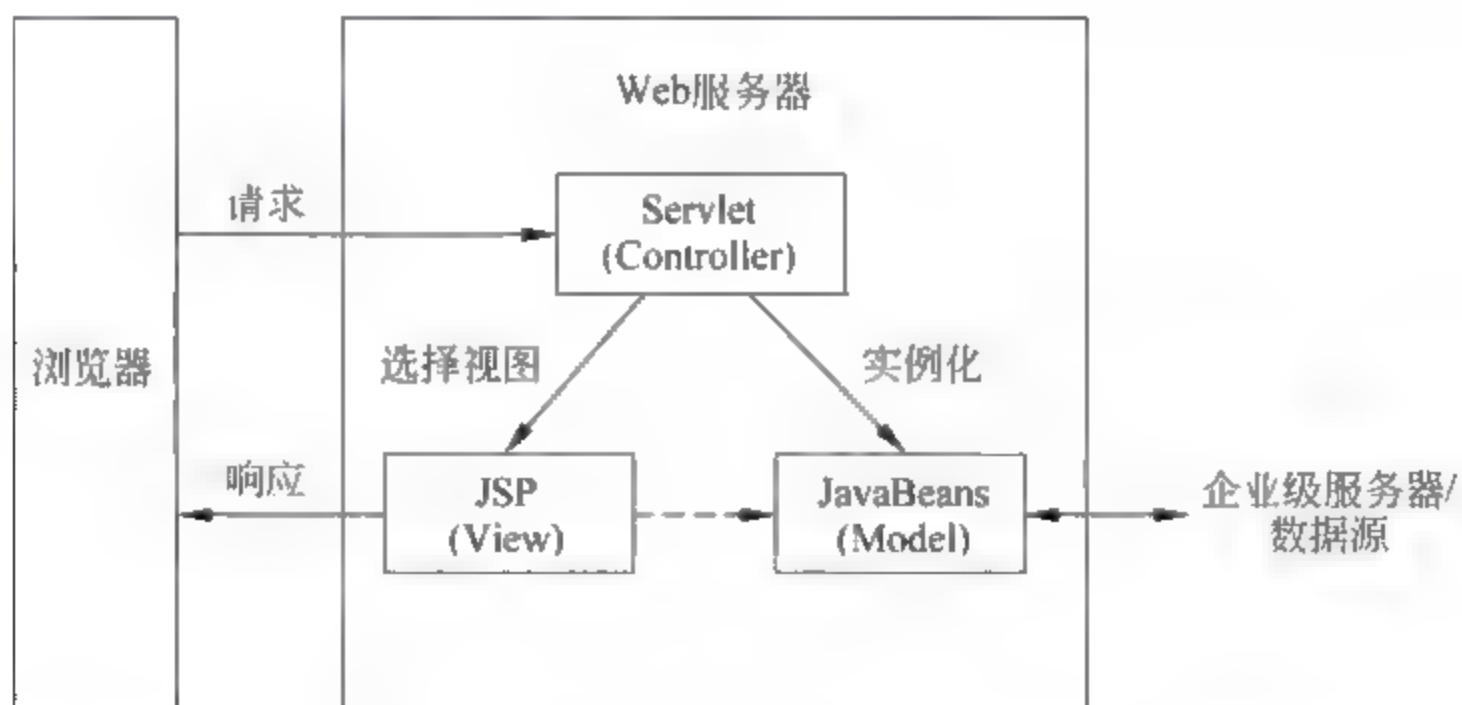 Web服务器
请求
Servlet
(Controller)
浏览器
选择视图
实例化
响应
JSP
(View)
JavaBeans
(Model)
企业级服务器/
数据源